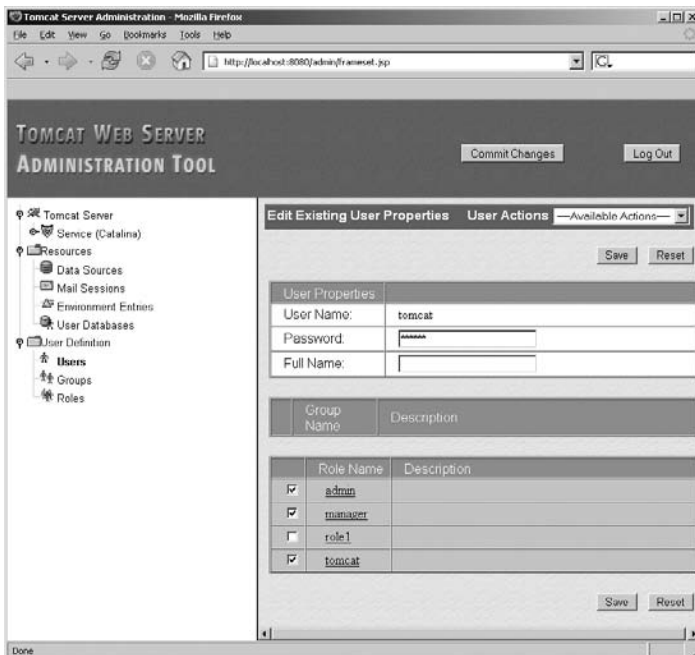 Tomcat Server Administration - Mozilla Firefox
File Edit View Go Bookmarks Tools Help
http://localhost:8080/admin/frameset.jsp
TOMCAT WEB SERVER
ADMINISTRATION TOOL
Commit Changes
Log Out
Tomcat Server
Service (Catalina)
Resources
Data Sources
Mail Sessions
Environment Entries
User Databases
User Definition
Users
Groups
Roles
Edit Existing User Properties User Actions —Available Actions—
Save Reset
User Properties
User Name: tomcat
Password: ******
Full Name:
Group Name Description
Role Name Description
admin
manager
role1
tomcat
Save Reset
Done